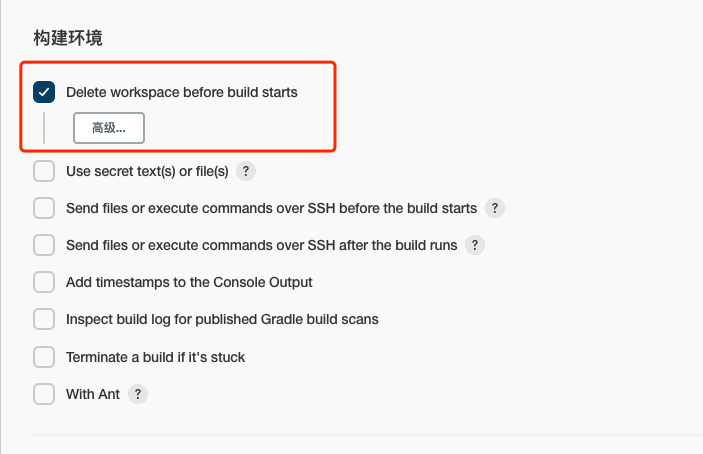 构建环境
Delete workspace before build starts
高级...
Use secret text(s) or file(s) ?
Send files or execute commands over SSH before the build starts ?
Send files or execute commands over SSH after the build runs ?
Add timestamps to the Console Output
Inspect build log for published Gradle build scans
Terminate a build if it's stuck
With Ant ?